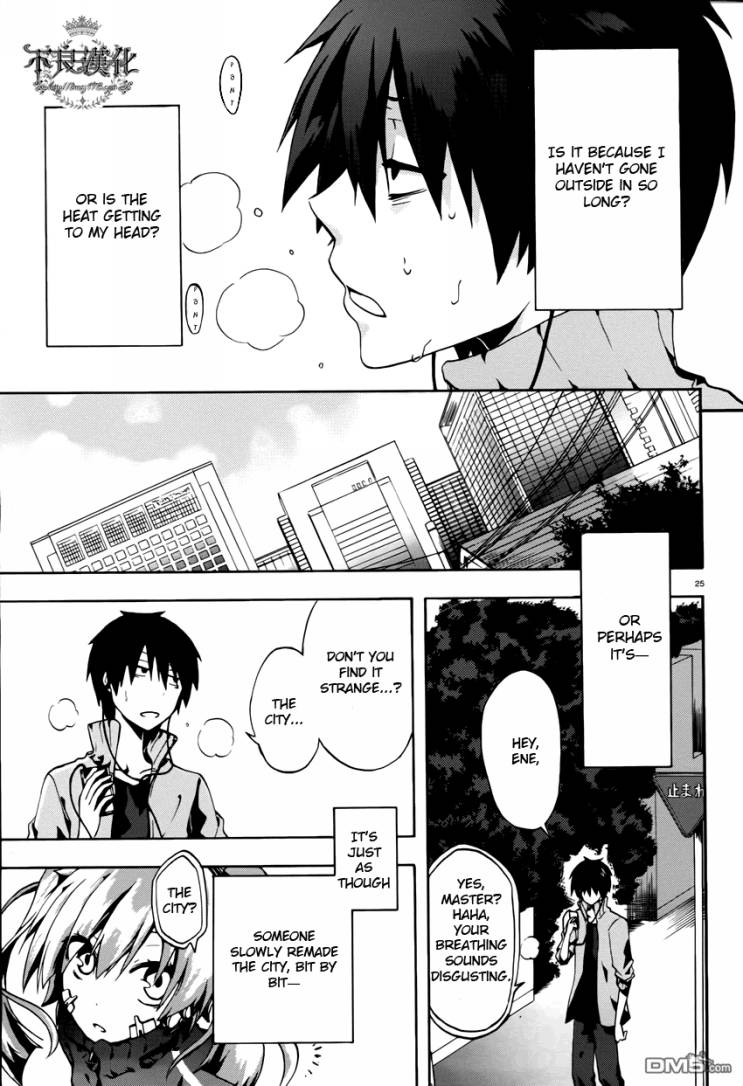 不良漢化
PANT
IS IT BECAUSE I
HAVEN'T GONE
OUTSIDE IN SO
LONG?
OR IS THE
HEAT GETTING
TO MY HEAD?
PANT
25
OR
PERHAPS
IT'S—
HEY,
ENE,
止まれ
YES,
MASTER?
HAHA,
YOUR
BREATHING
SOUNDS
DISGUSTING.
DON'T YOU
FIND IT
STRANGE...?
THE
CITY...
IT'S
JUST
AS
THOUGH
THE
CITY?
SOMEONE
SLOWLY REMADE
THE CITY, BIT BY
BIT—
DM5.com